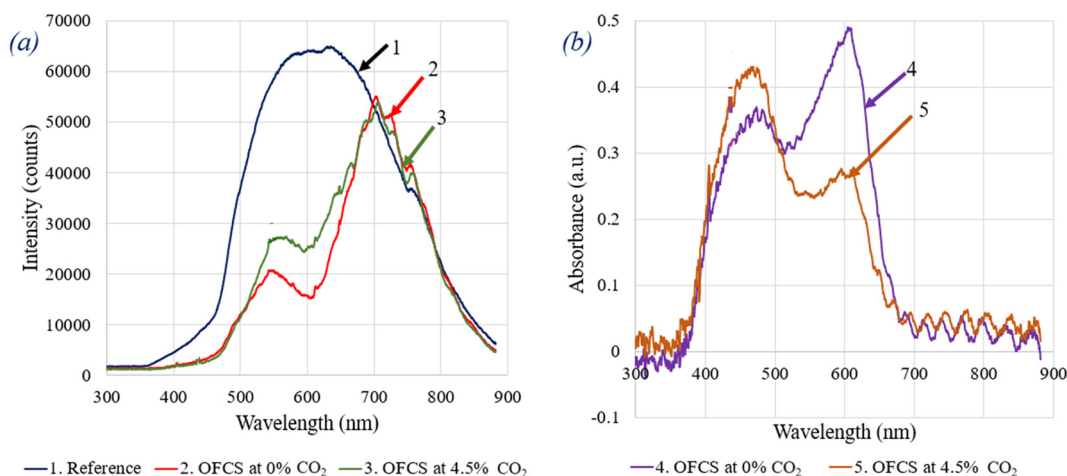 (a)
Intensity (counts)
70000
60000
50000
40000
30000
20000
10000
0
300 400 500 600 700 800 900
Wavelength (nm)
1
2
3
1. Reference 2. OFCS at 0% CO₂ 3. OFCS at 4.5% CO₂
(b)
Absorbance (a.u.)
0.5
0.4
0.3
0.2
0.1
0
-0.1
300 400 500 600 700 800 900
Wavelength (nm)
4
5
4. OFCS at 0% CO₂ 5. OFCS at 4.5% CO₂